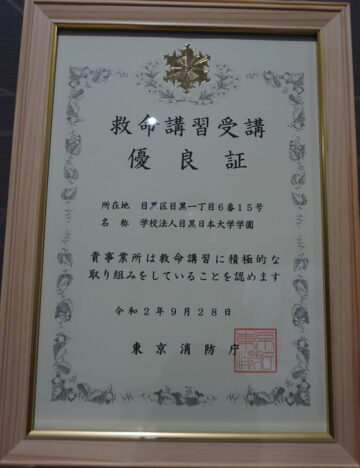 救命講習受講
優良証
所在地 目黒区目黒一丁目6番15号
名 称 学校法人目黒日本大学学園
貴事業所は救命講習に積極的な
取り組みをしていることを認めます
令和2年9月28日
東京消防庁